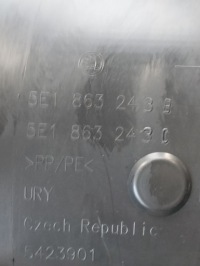 5E1 863 243 B
5E1 863 243 C
>PP/PE<
URY
Czech Republic
5423901